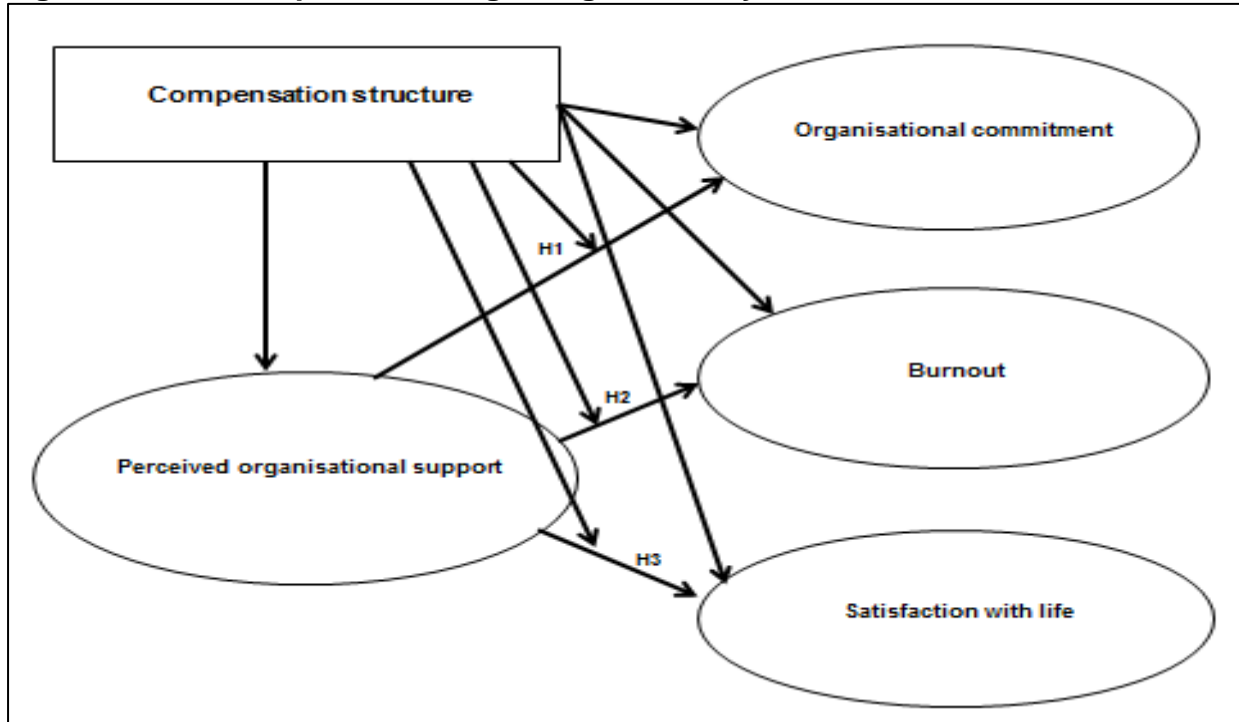 Compensation structure
Organisational commitment
H1
Burnout
H2
Perceived organisational support
H3
Satisfaction with life